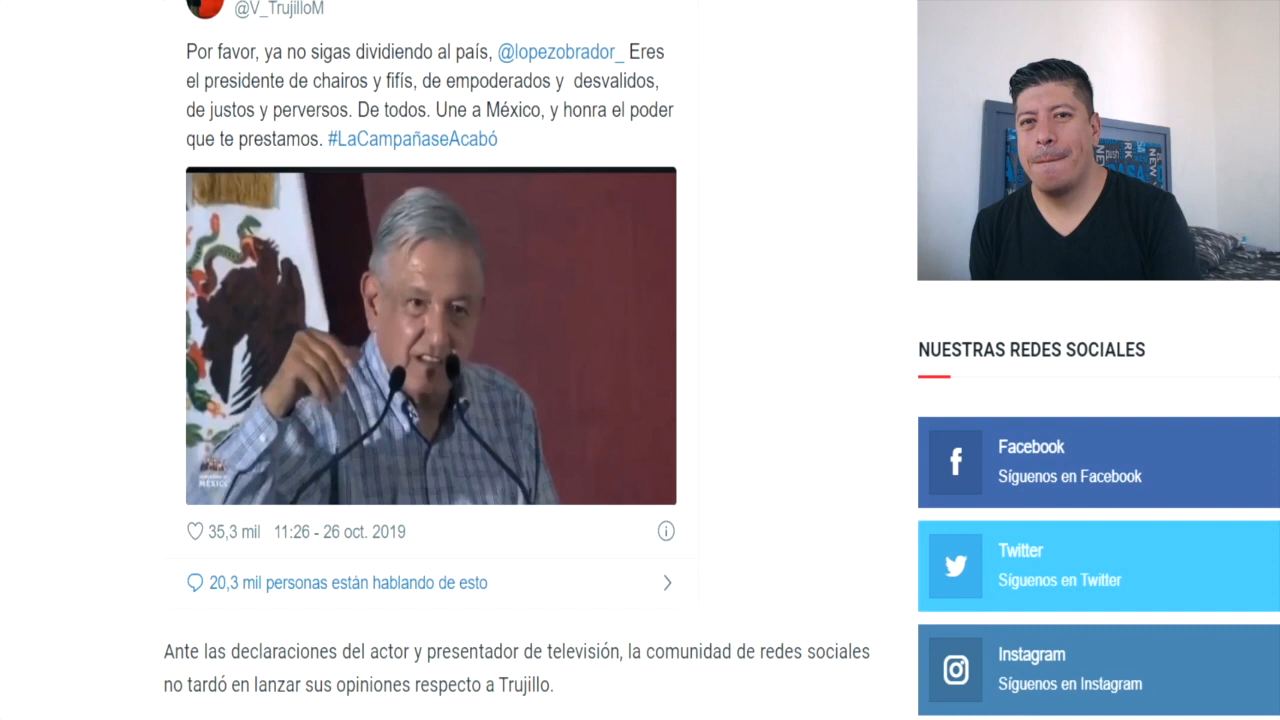 @V_TrujilloM
Por favor, ya no sigas dividiendo al país, @lopezobrador_ Eres
el presidente de chairos y fifís, de empoderados y desvalidos,
de justos y perversos. De todos. Une a México, y honra el poder
que te prestamos. #LaCampañaseAcabó
MÉXICO
35,3 mil 11:26 - 26 oct. 2019
20,3 mil personas están hablando de esto
Ante las declaraciones del actor y presentador de televisión, la comunidad de redes sociales
no tardó en lanzar sus opiniones respecto a Trujillo.
NUESTRAS REDES SOCIALES
Facebook
Síguenos en Facebook
Twitter
Síguenos en Twitter
Instagram
Síguenos en Instagram